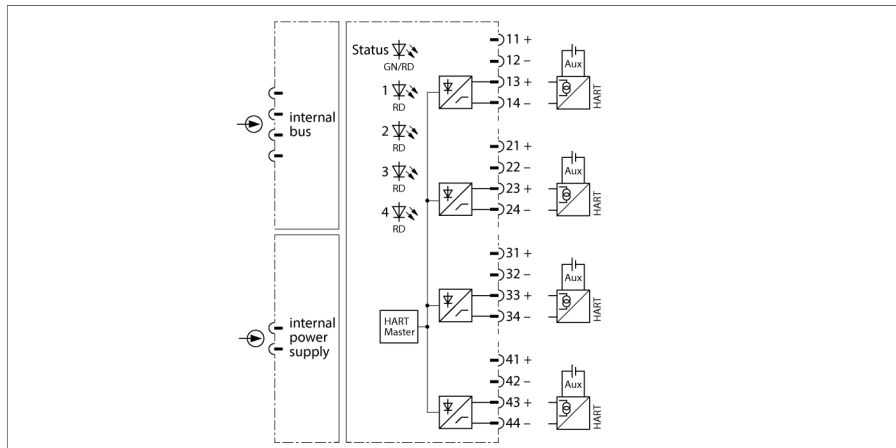 Status
GN/RD
1
RD
2
RD
3
RD
4
RD
internal
bus
internal
power
supply
HART
Master
11 +
12 –
13 +
14 –
Aux
HART
21 +
22 –
23 +
24 –
Aux
HART
31 +
32 –
33 +
34 –
Aux
HART
41 +
42 –
43 +
44 –
Aux
HART